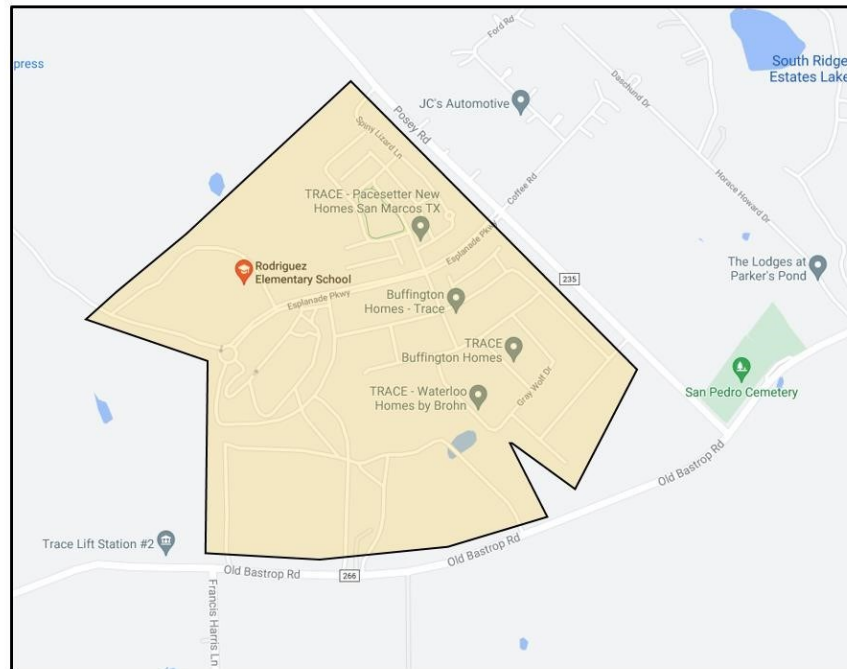 press
Ford Rd
South Ridge
Estates Lake
Daschund Dr
JC's Automotive
Posey Rd
Spiny Lizard Ln
Horace Howard Dr
Coffee Rd
TRACE - Pacesetter New
Homes San Marcos TX
Esplanade Pkwy
The Lodges at
Parker's Pond
Rodriguez
Elementary School
235
Esplanade Pkwy
Buffington
Homes - Trace
TRACE
Buffington Homes
TRACE - Waterloo
Homes by Brohn
Gray Wolf Dr
San Pedro Cemetery
Old Bastrop Rd
Trace Lift Station #2
Old Bastrop Rd
Old Bastrop Rd
266
Francis Harris Ln